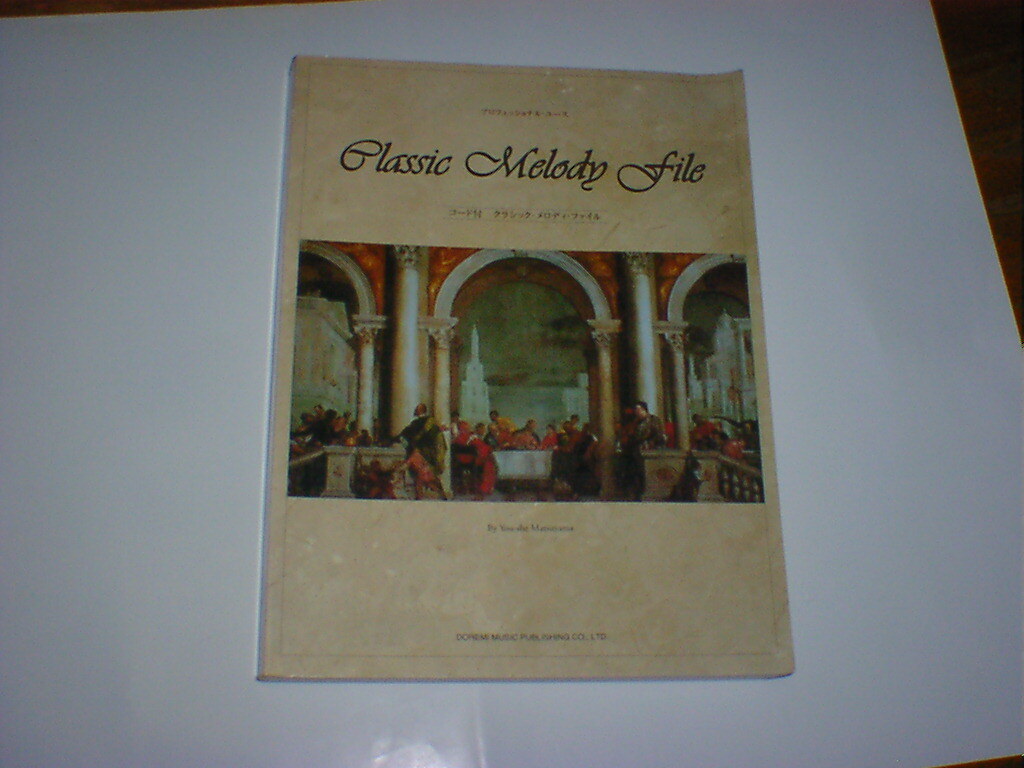 プロフェッショナル・ユース
Classic Melody File
コード付 クラシック・メロディ・ファイル
By
DOREMI MUSIC PUBLISHING CO., LTD.